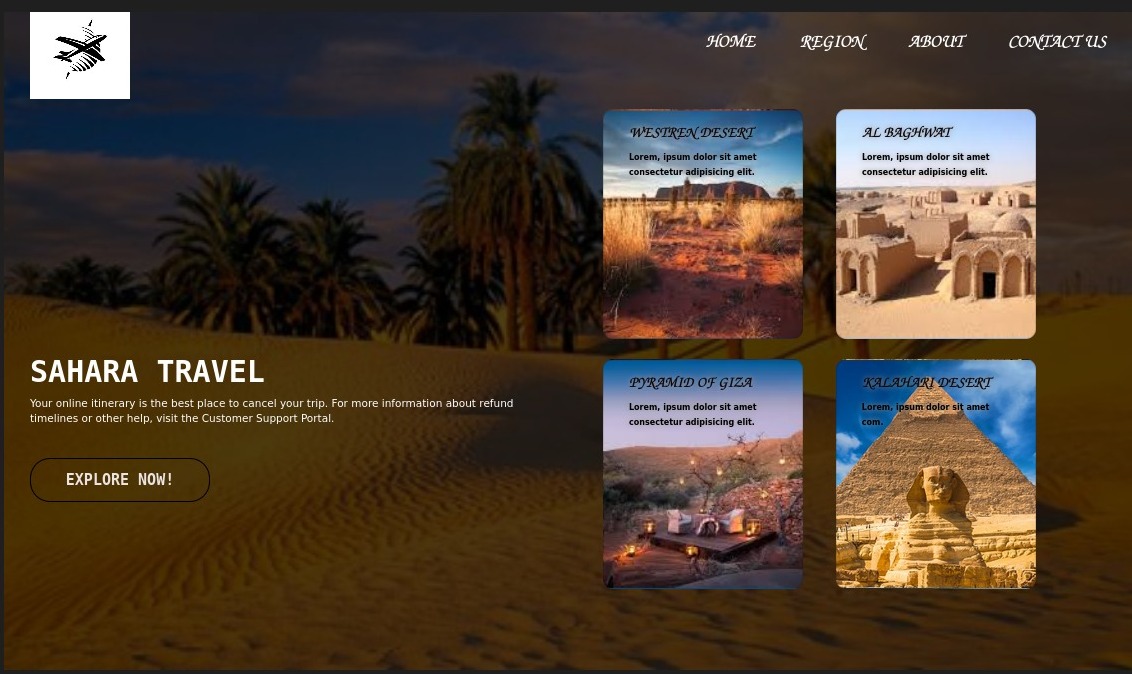 HOME REGION ABOUT CONTACT US
WESTREN DESERT
Lorem, ipsum dolor sit amet
consectetur adipisicing elit.
AL BAGHWAT
Lorem, ipsum dolor sit amet
consectetur adipisicing elit.
SAHARA TRAVEL
Your online itinerary is the best place to cancel your trip. For more information about refund
timelines or other help, visit the Customer Support Portal.
EXPLORE NOW!
PYRAMID OF GIZA
Lorem, ipsum dolor sit amet
consectetur adipisicing elit.
KALAHARI DESERT
Lorem, ipsum dolor sit amet
com.